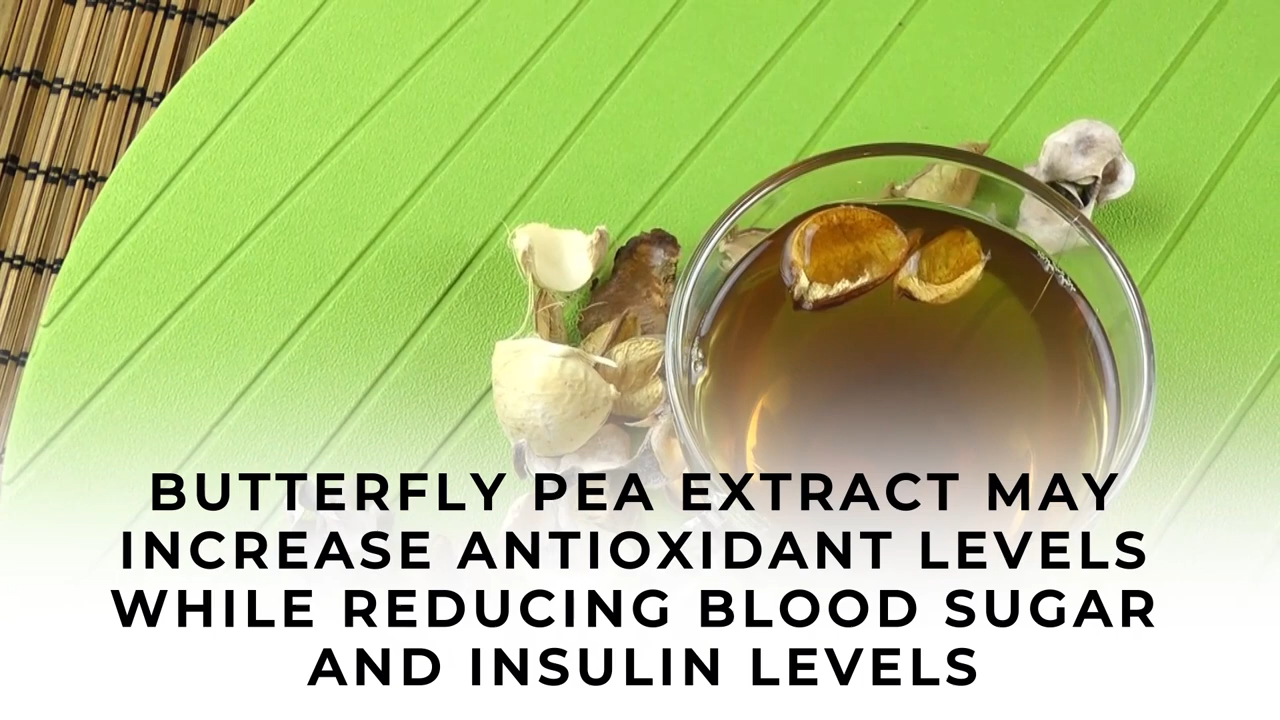 BUTTERFLY PEA EXTRACT MAY
INCREASE ANTIOXIDANT LEVELS
WHILE REDUCING BLOOD SUGAR
AND INSULIN LEVELS